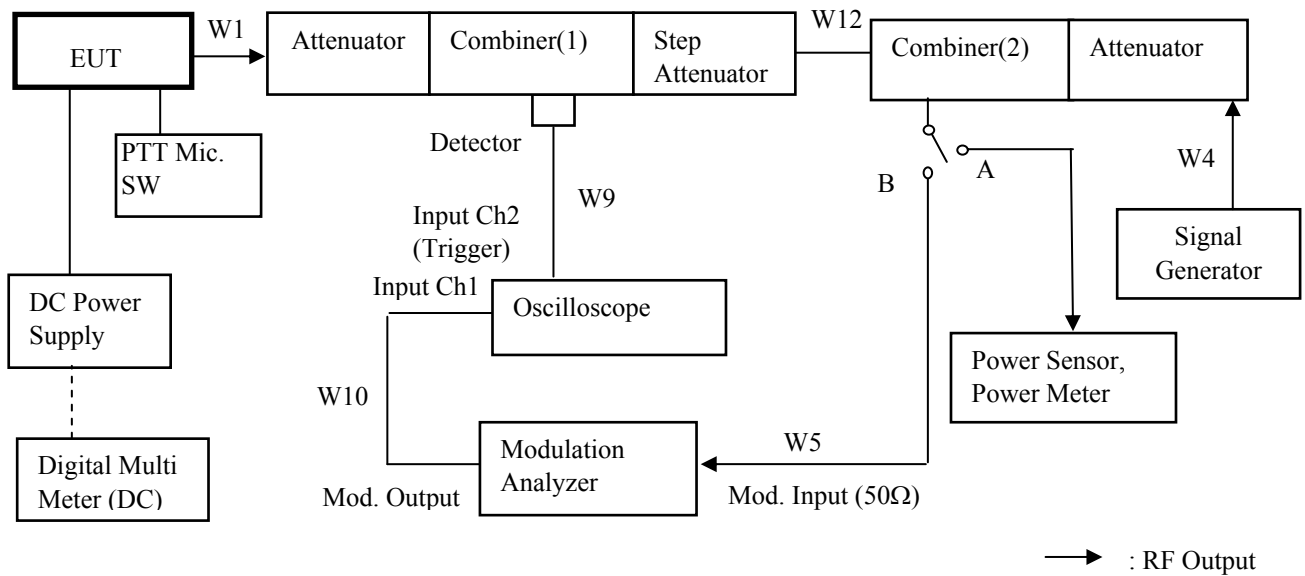 W1
W12
EUT
Attenuator
Combiner(1)
Step
Attenuator
Combiner(2)
Attenuator
PTT Mic.
SW
Detector
W9
B
A
W4
Input Ch2
(Trigger)
Input Ch1
Signal
Generator
DC Power
Supply
Oscilloscope
Power Sensor,
Power Meter
W10
W5
Digital Multi
Meter (DC)
Modulation
Analyzer
Mod. Output
Mod. Input (50Ω)
: RF Output